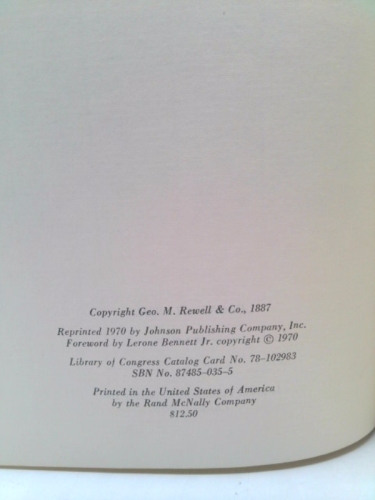 Copyright Geo. M. Rewell & Co., 1887
Reprinted 1970 by Johnson Publishing Company, Inc.
Foreword by Lerone Bennett Jr. copyright © 1970
Library of Congress Catalog Card No. 78-102983
SBN No. 87485-035-5
Printed in the United States of America
by the Rand McNally Company
$12.50